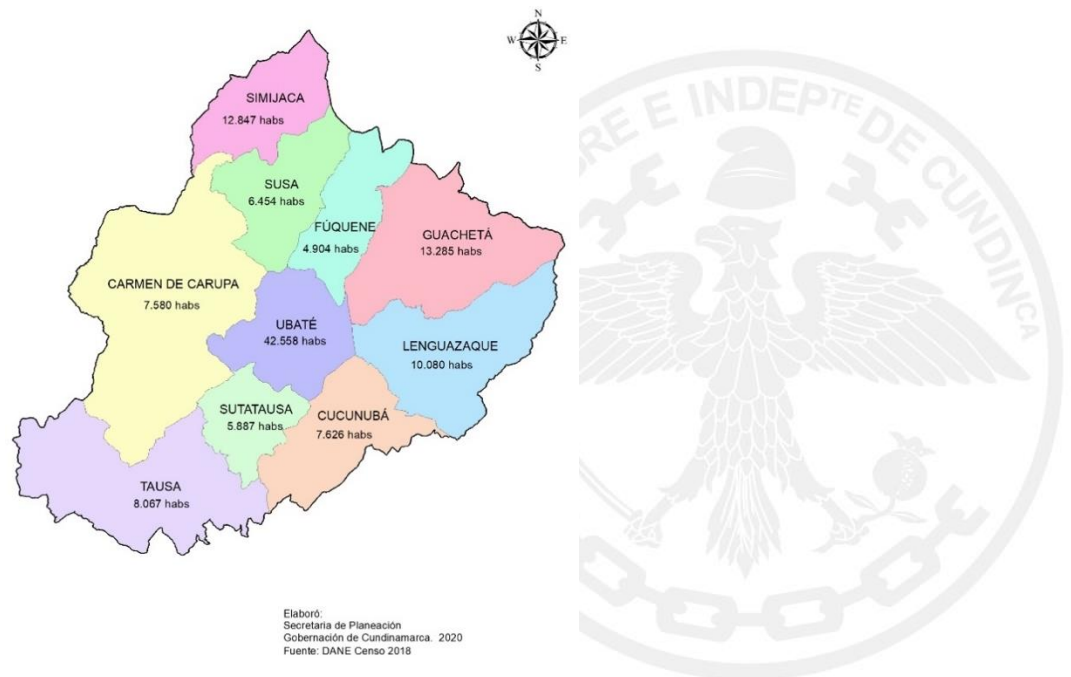 N
W E
S
SIMIJACA
12.847 habs
SUSA
6.454 habs
FÚQUENE
4.904 habs
GUACHETÁ
13.285 habs
CARMEN DE CARUPA
7.580 habs
UBATÉ
42.558 habs
LENGUAZAQUE
10.080 habs
SUTATAUSA
5.887 habs
CUCUNUBÁ
7.626 habs
TAUSA
8.067 habs
Elaboró:
Secretaria de Planeación
Gobernación de Cundinamarca. 2020
Fuente: DANE Censo 2018
RE E INDEPTE DE CUNDINCA